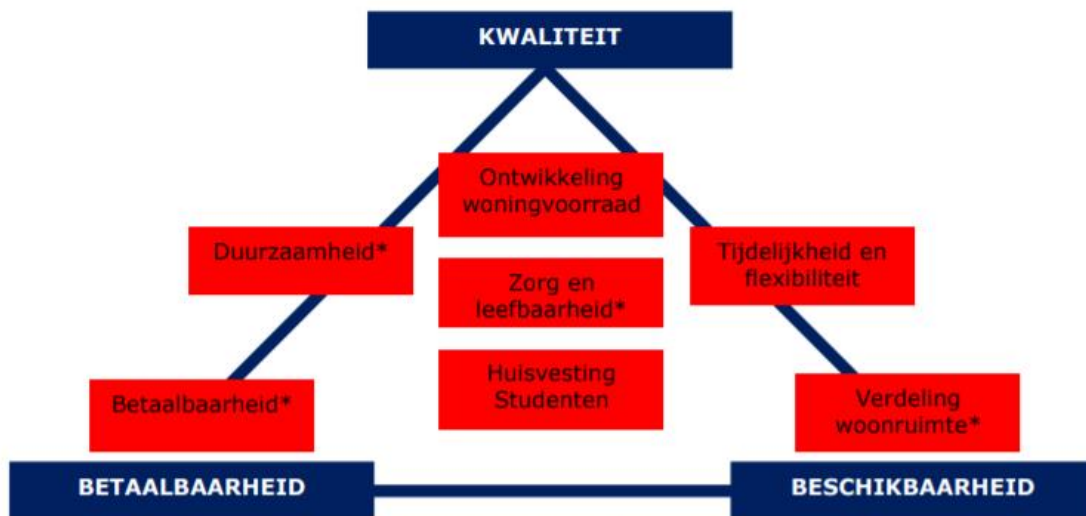 KWALITEIT
Ontwikkeling
woningvoorraad
Duurzaamheid*
Tijdelijkheid en
flexibiliteit
Zorg en
leefbaarheid*
Huisvesting
Studenten
Betaalbaarheid*
Verdeling
woonruimte*
BETAALBAARHEID
BESCHIKBAARHEID